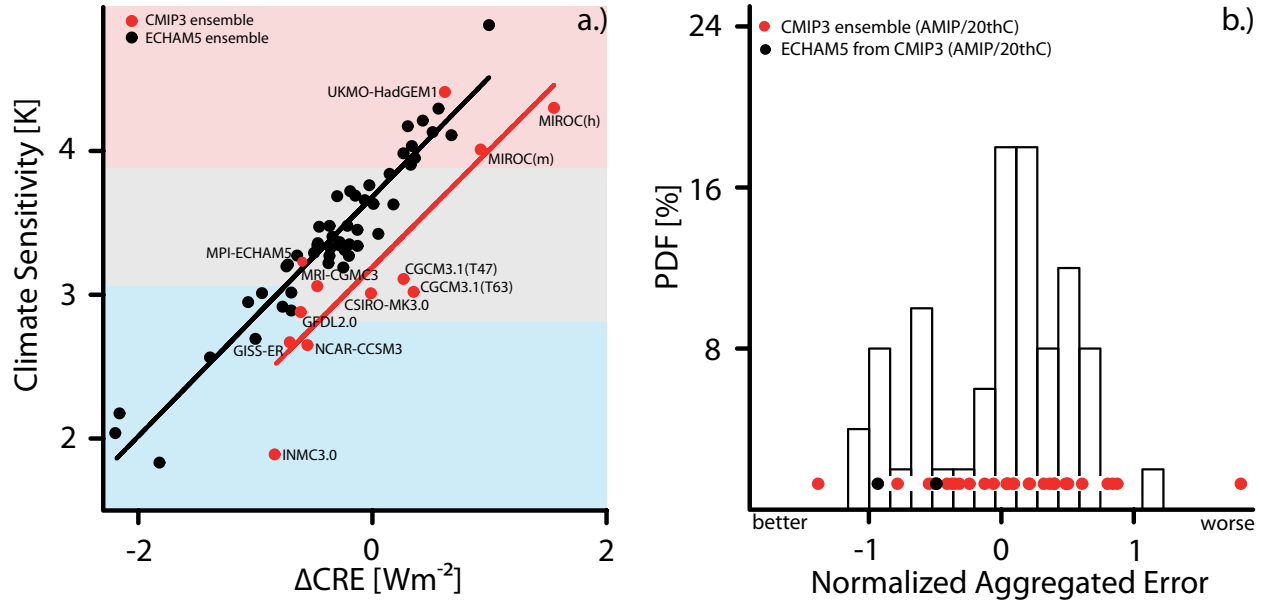 CMIP3 ensemble
ECHAM5 ensemble
a.)
UKMO-HadGEM1
MIROC(h)
MIROC(m)
MPI-ECHAM5
MRI-CGMC3
CGCM3.1(T47)
CGCM3.1(T63)
CSIRO-MK3.0
GFDL2.0
GISS-ER
NCAR-CCSM3
INMC3.0
Climate Sensitivity [K]
4
3
2
-2
0
2
ΔCRE [Wm⁻²]
CMIP3 ensemble (AMIP/20thC)
ECHAM5 from CMIP3 (AMIP/20thC)
b.)
PDF [%]
24
16
8
better
worse
-1
0
1
Normalized Aggregated Error